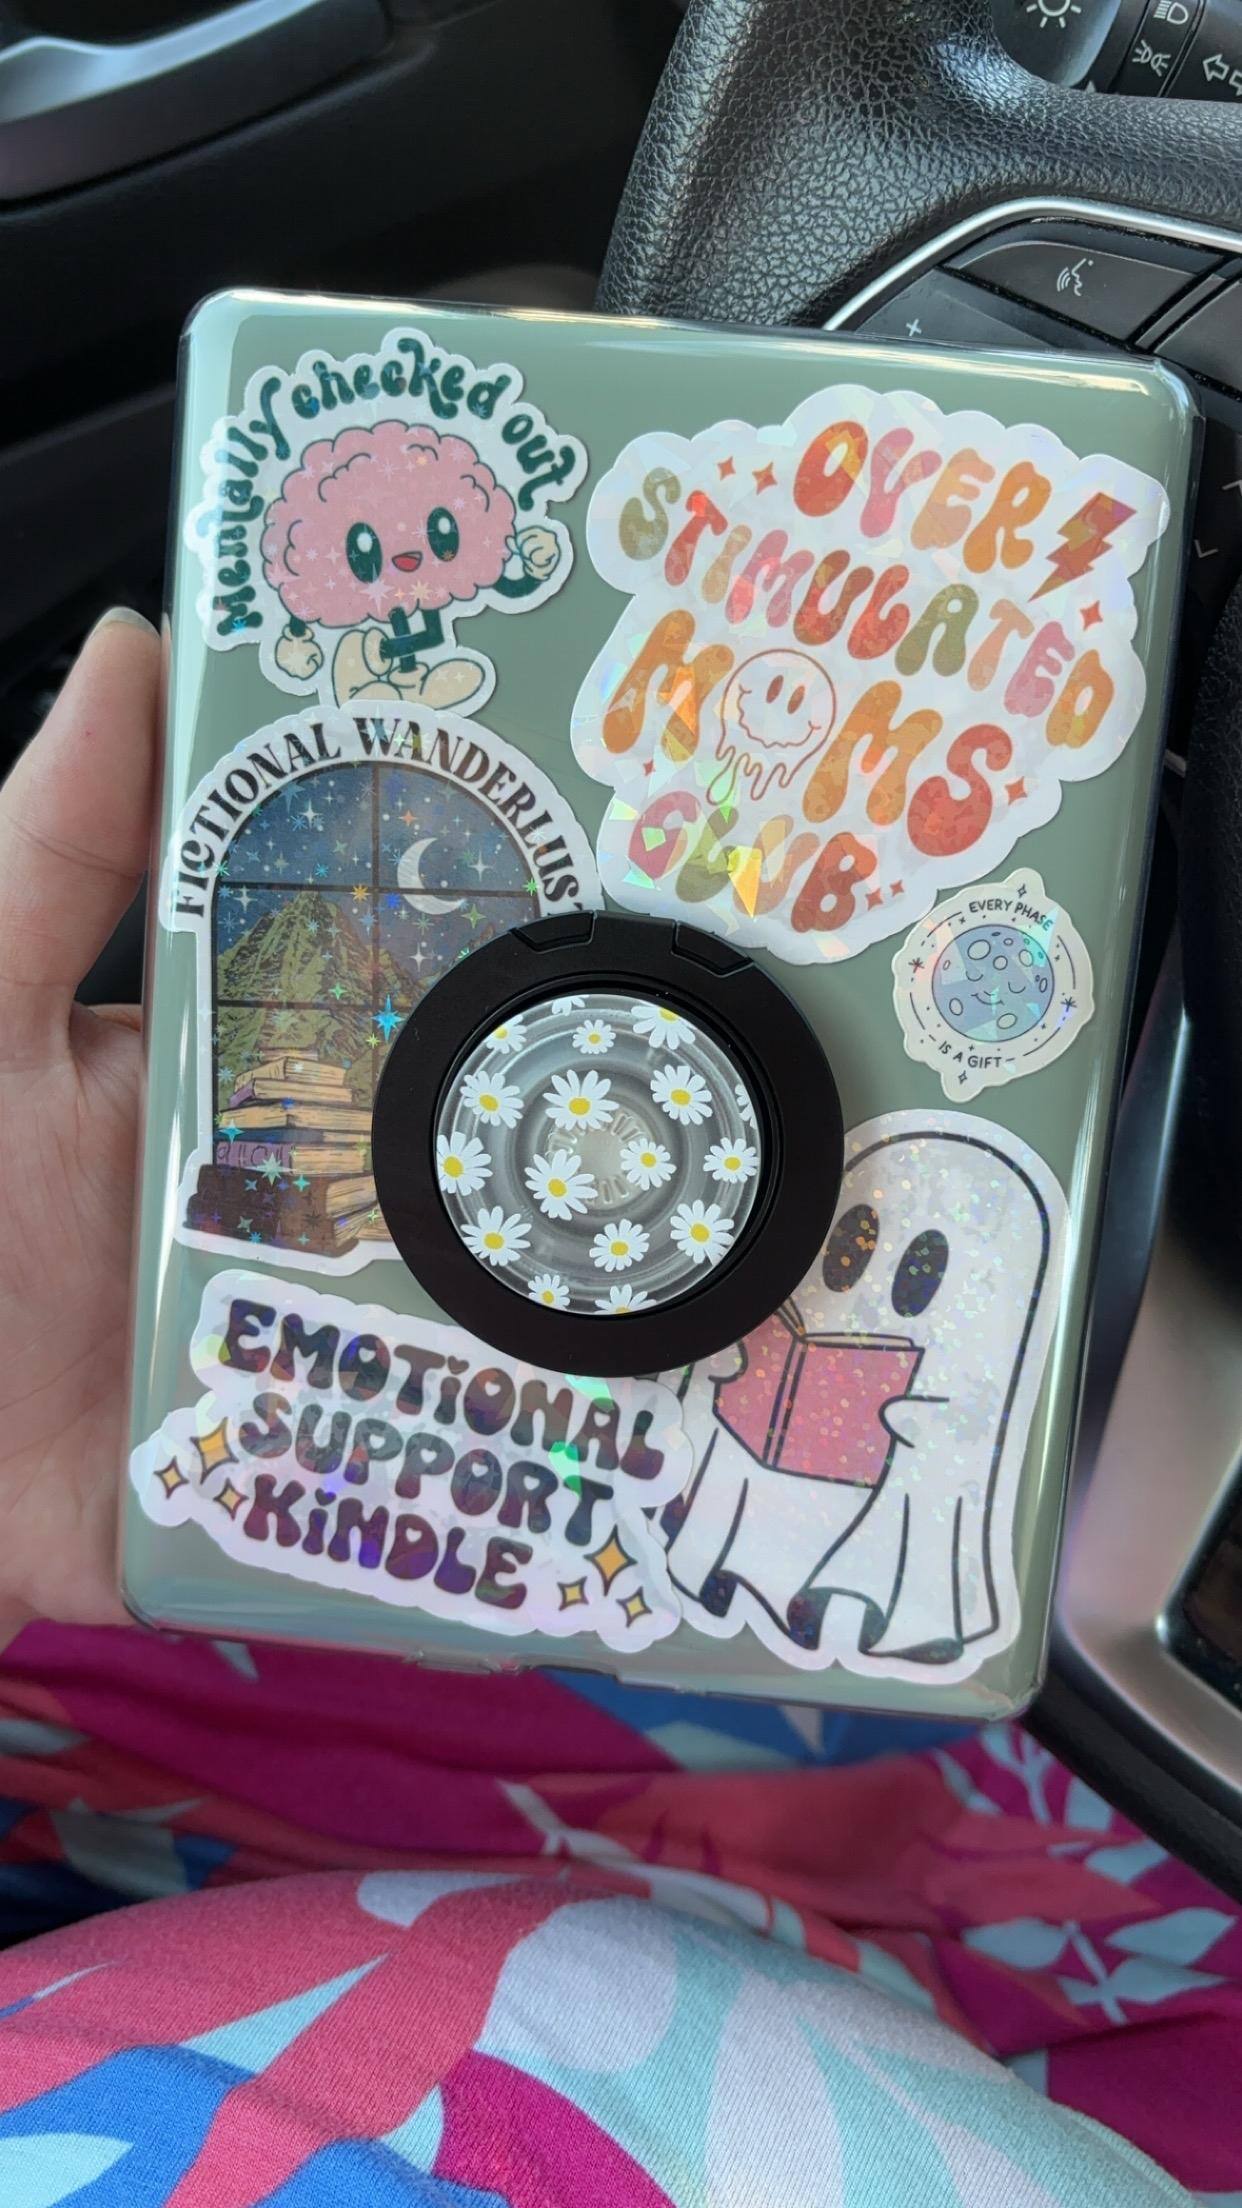 Mentally checked out
OVER
STIMULATED
MOMS
CLUB
FICTIONAL WANDERLUST
EVERY PHASE
IS A GIFT
EMOTIONAL
SUPPORT
KINDLE